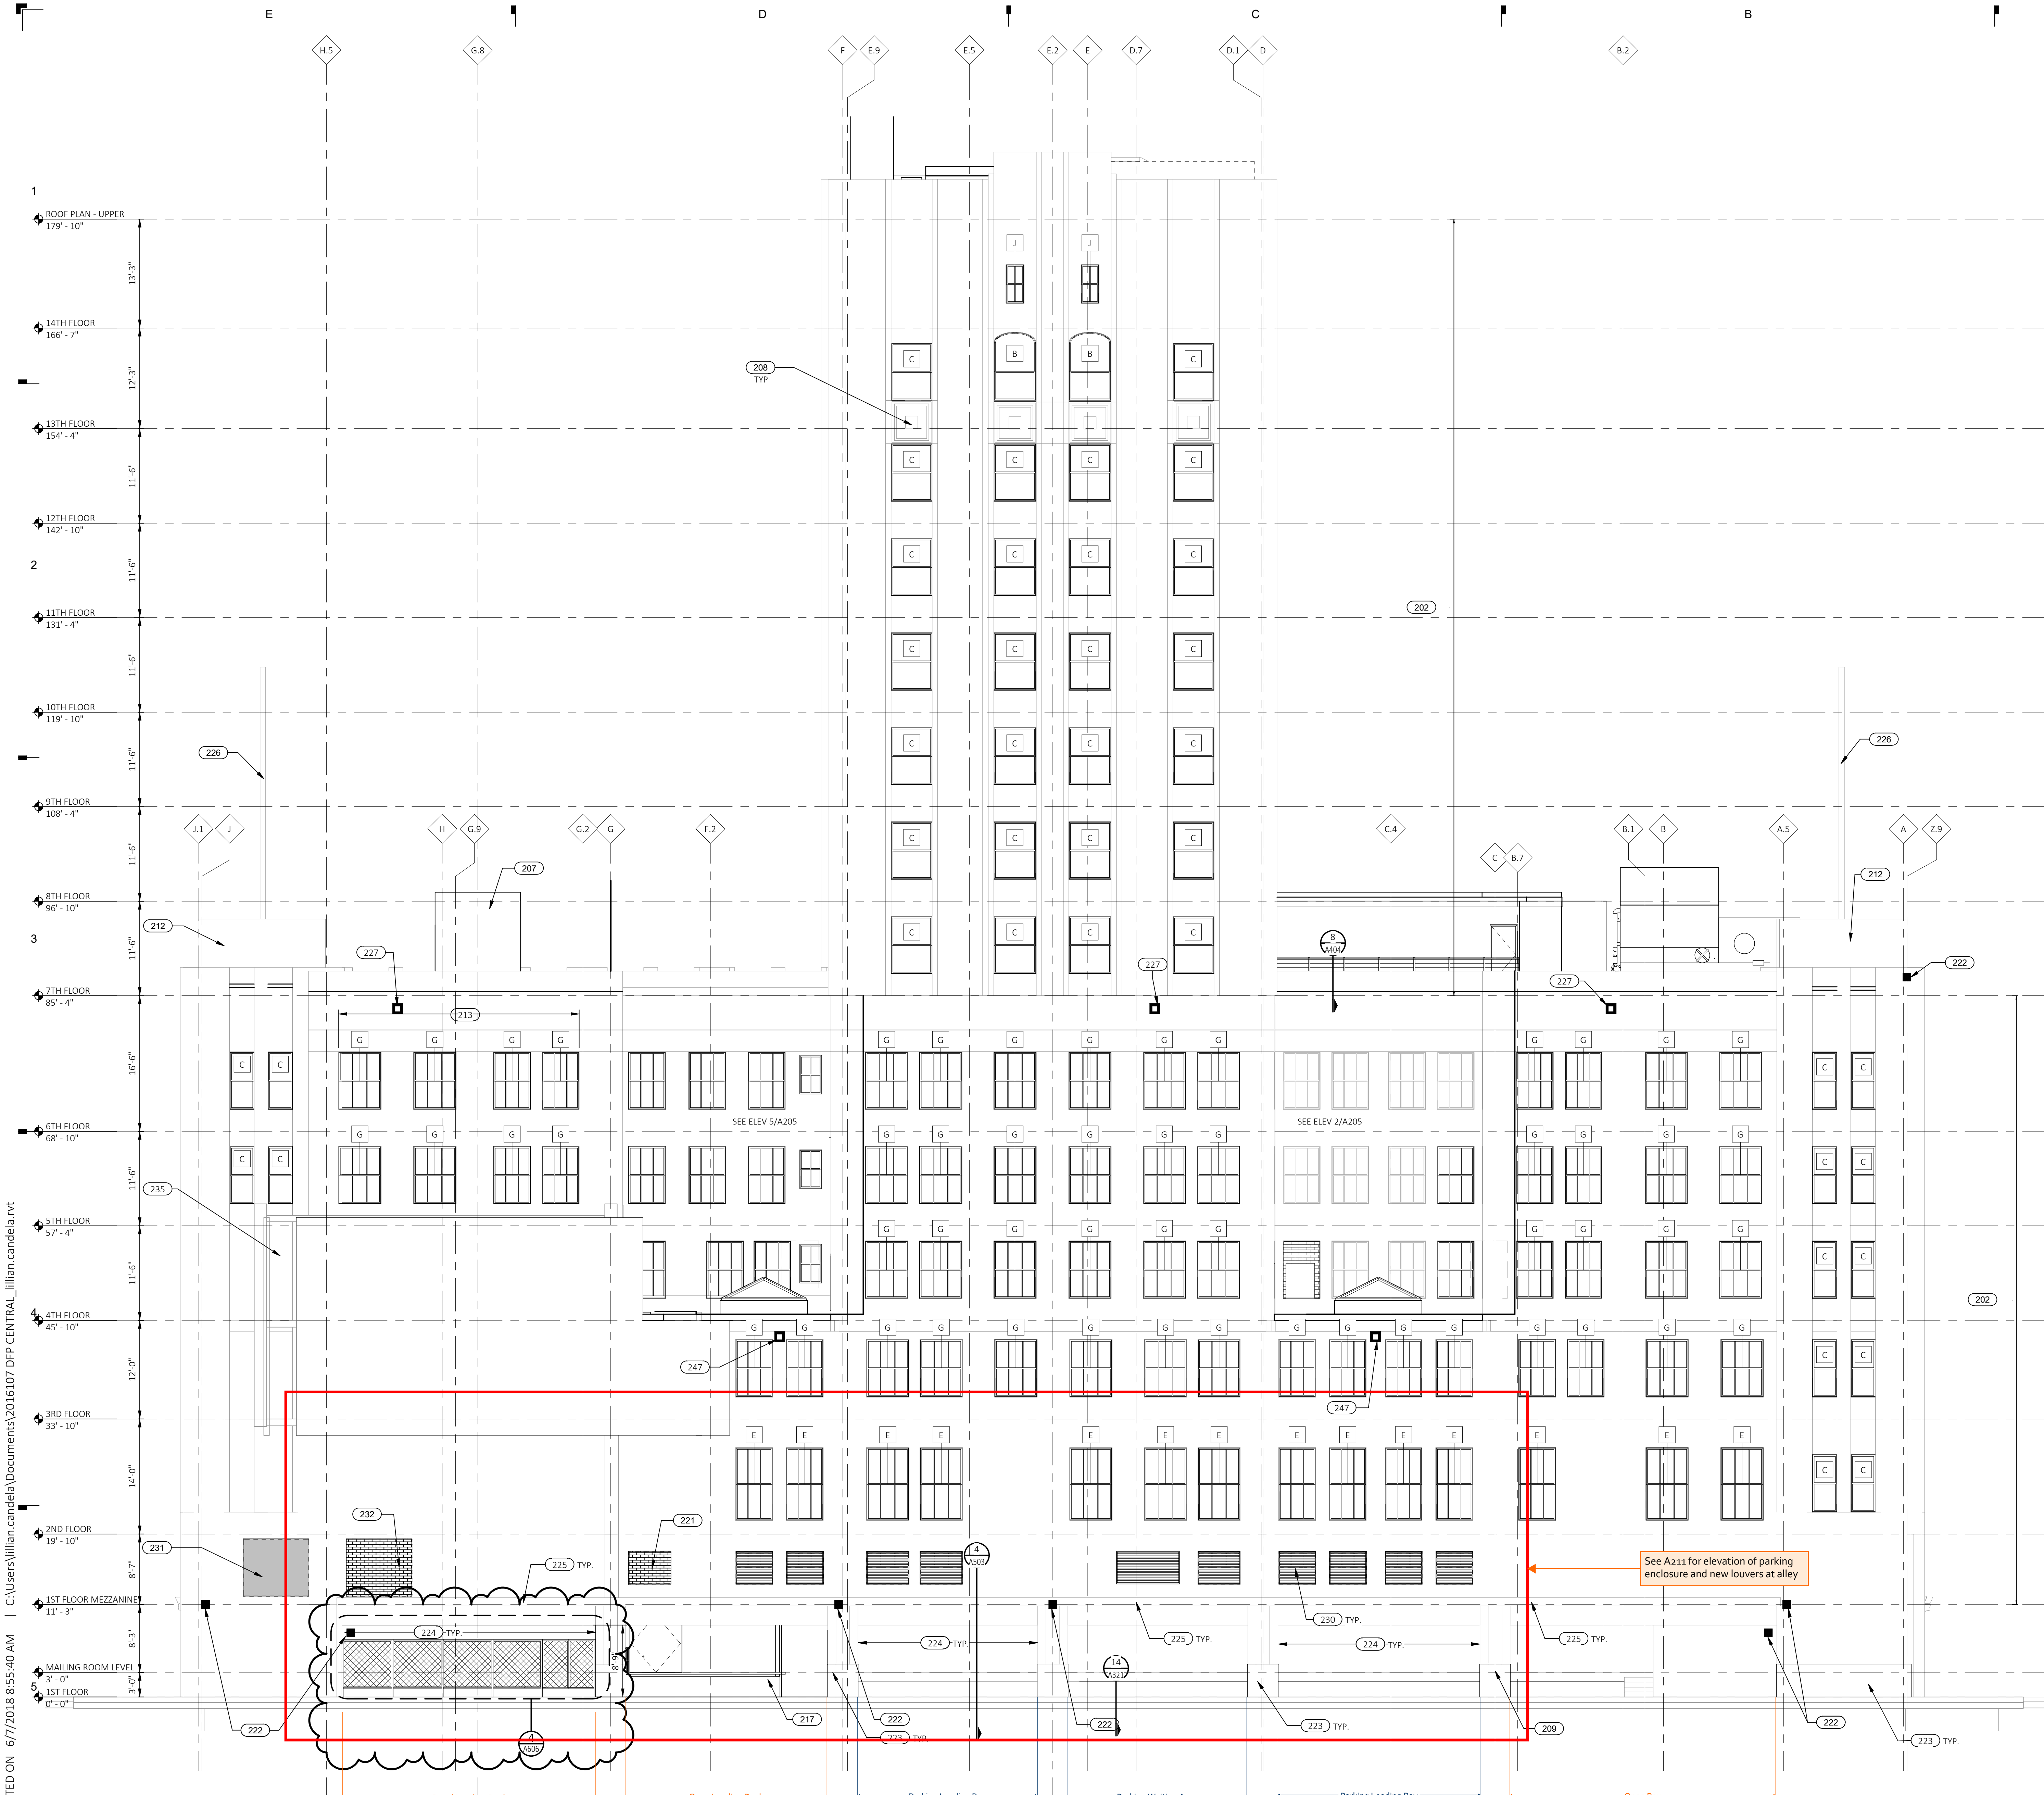 E D C B
H.5 G.8 F E.9 E.5 E.2 E D.7 D.1 D B.2
1
ROOF PLAN - UPPER
179' - 10"
13'-3"
J J
14TH FLOOR
166' - 7"
12'-3"
208
TYP
C B B C
13TH FLOOR
154' - 4"
11'-6"
C C C C
12TH FLOOR
142' - 10"
11'-6"
C C C C
2
202
11TH FLOOR
131' - 4"
11'-6"
C C C C
10TH FLOOR
119' - 10"
11'-6"
226 226
C C C C
9TH FLOOR
108' - 4"
11'-6"
J.1 J H G.9 G.2 G F.2 C.4 B.1 B A.5 A Z.9
C C C C
C B.7
207
212
8TH FLOOR
96' - 10"
11'-6"
212
3
C C C C
8
A404
227 227 227 222
7TH FLOOR
85' - 4"
213
16'-6"
G G G G G G G G G G G G G G
C C C C
SEE ELEV 5/A205 SEE ELEV 2/A205
6TH FLOOR
68' - 10"
11'-6"
G G G G G G G G G G G G G G
C C C C
235
5TH FLOOR
57' - 4"
11'-6"
G G G G G G G G G G
C C
202
4
4TH FLOOR
45' - 10"
12'-0"
G G G G G G G G G G G G G G G G G
C C
247
247
3RD FLOOR
33' - 10"
14'-0"
E E E E E E E E E E E E E E
C C
232 221
2ND FLOOR
19' - 10"
8'-7"
231
225 TYP.
4
A503
See A211 for elevation of parking
enclosure and new louvers at alley
1ST FLOOR MEZZANINE
11' - 3"
8'-3"
230 TYP.
224 TYP.
224 TYP.
225 TYP.
224 TYP.
225 TYP.
8'-9"
MAILING ROOM LEVEL
3' - 0"
3'-0"
14
A321
5
1ST FLOOR
0' - 0"
222
217
222
222
223 TYP.
209
222
223 TYP.
223 TYP.
4
A606
TED ON 6/7/2018 8:55:40 AM | C:\Users\lillian.candela\Documents\2016107 DFP CENTRAL_lillian.candela.rvt